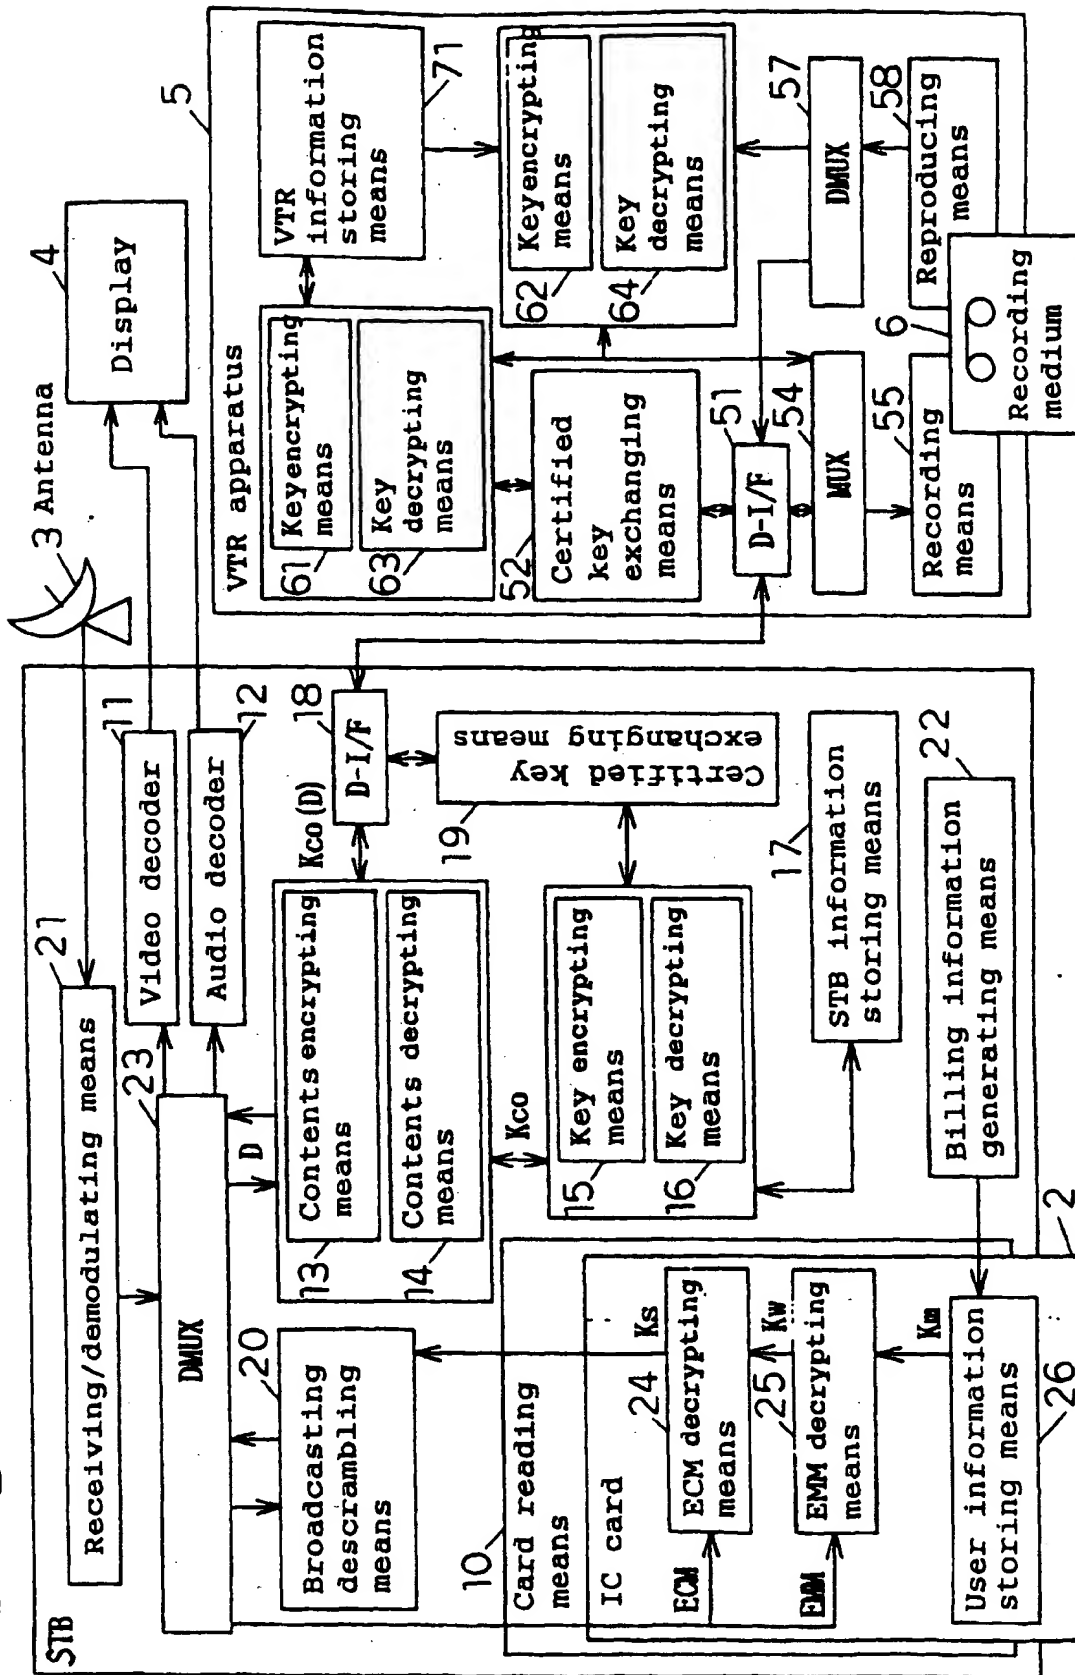 STB
Receiving/demodulating means
21
3
Antenna
4
Display
DMUX
23
Video decoder
11
Audio decoder
12
Broadcasting
descrambling
means
20
D
Contents encrypting
means
13
Contents decrypting
means
14
Kco(D)
D-I/F
18
Certified key
exchanging means
19
Kco
Key encrypting
means
15
Key decrypting
means
16
STB information
storing means
17
Billing information
generating means
22
10
Card reading
means
IC card
2
ECM
EMM
Ks
24
ECM decrypting
means
Kw
25
EMM decrypting
means
Km
User information
storing means
26
5
VTR apparatus
Keyencrypting
means
61
Key
decrypting
means
63
VTR
information
storing
means
71
Keyencrypting
means
62
Key
decrypting
means
64
52
Certified
key
exchanging
means
D-I/F
51
MUX
54
DMUX
57
Recording
means
55
Reproducing
means
58
6
Recording
medium